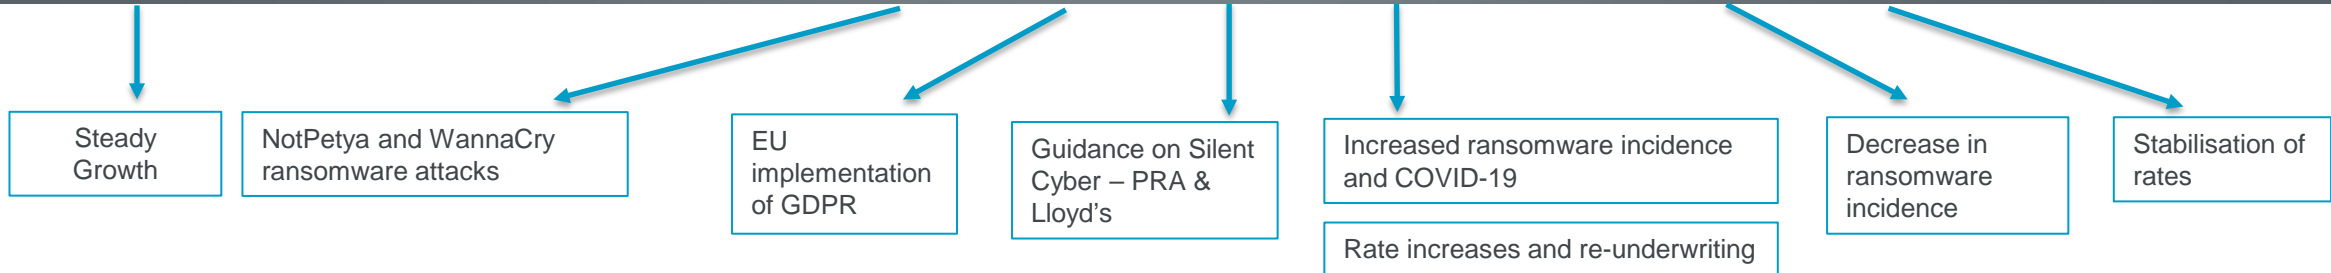 Steady
Growth
NotPetya and WannaCry
ransomware attacks
EU
implementation
of GDPR
Guidance on Silent
Cyber – PRA &
Lloyd's
Increased ransomware incidence
and COVID-19
Rate increases and re-underwriting
Decrease in
ransomware
incidence
Stabilisation of
rates